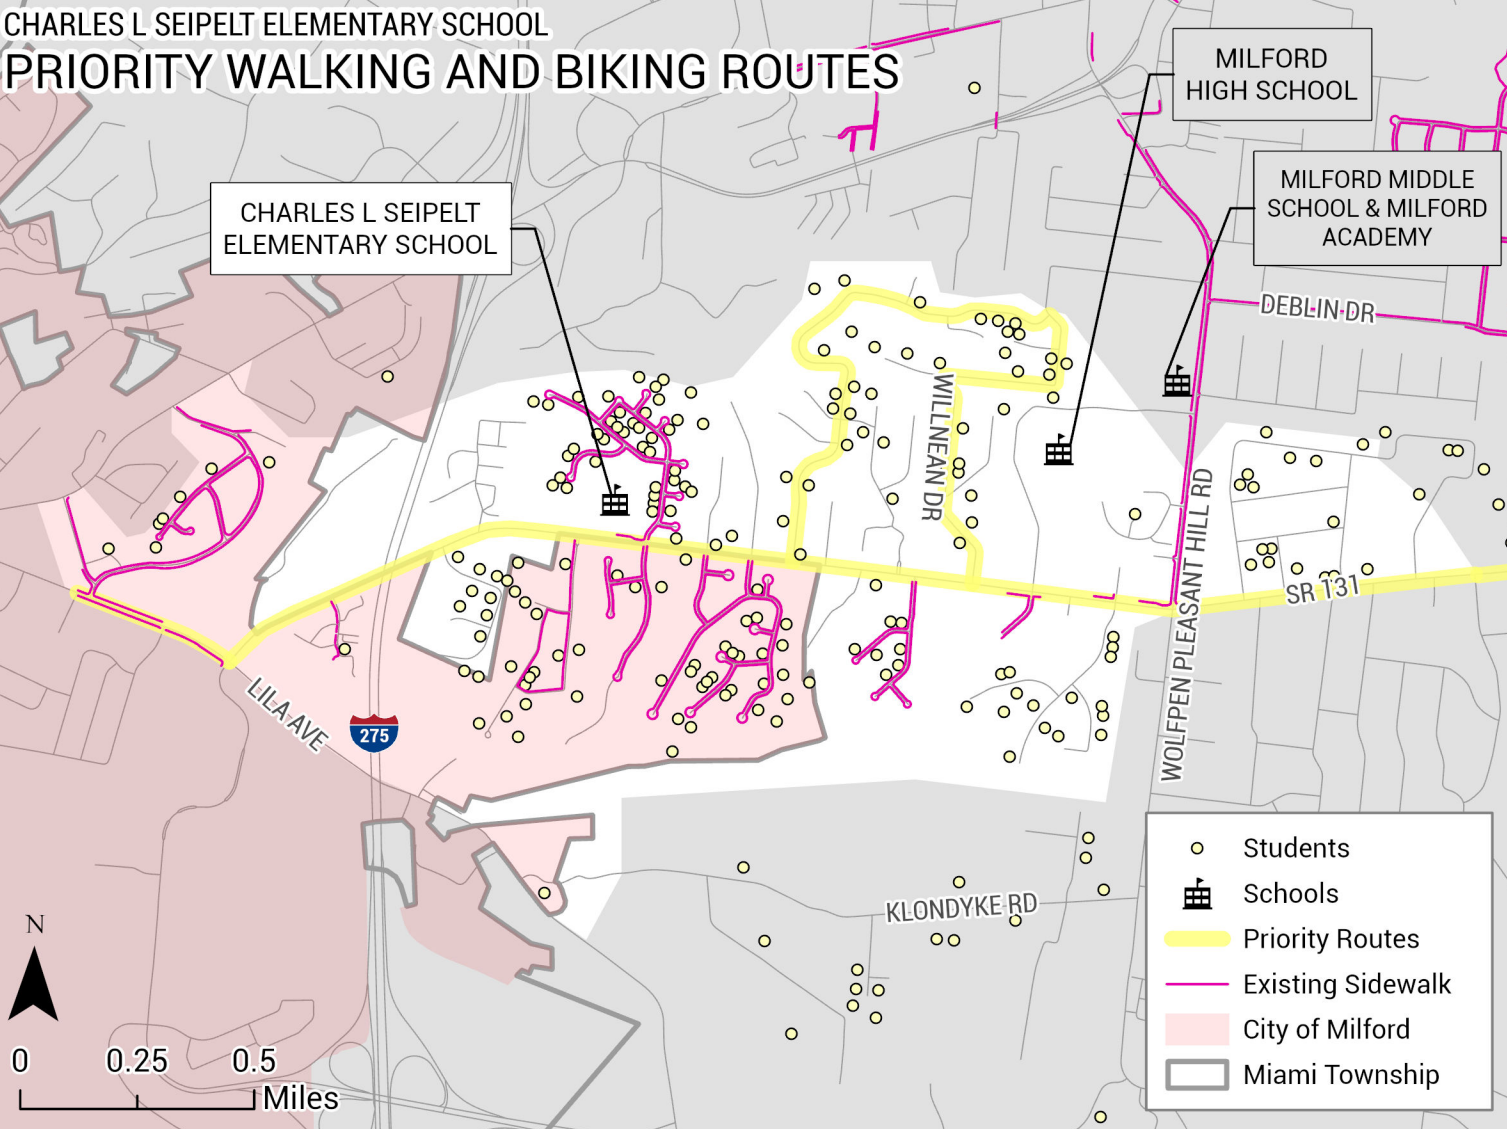 CHARLES L SEIPELT ELEMENTARY SCHOOL
PRIORITY WALKING AND BIKING ROUTES
MILFORD
HIGH SCHOOL
MILFORD MIDDLE
SCHOOL & MILFORD
ACADEMY
CHARLES L SEIPELT
ELEMENTARY SCHOOL
DEBLIN DR
WILLNEAN DR
WOLFPEN PLEASANT HILL RD
SR 131
LILA AVE
275
KLONDYKE RD
Students
Schools
Priority Routes
Existing Sidewalk
City of Milford
Miami Township
N
0 0.25 0.5
Miles